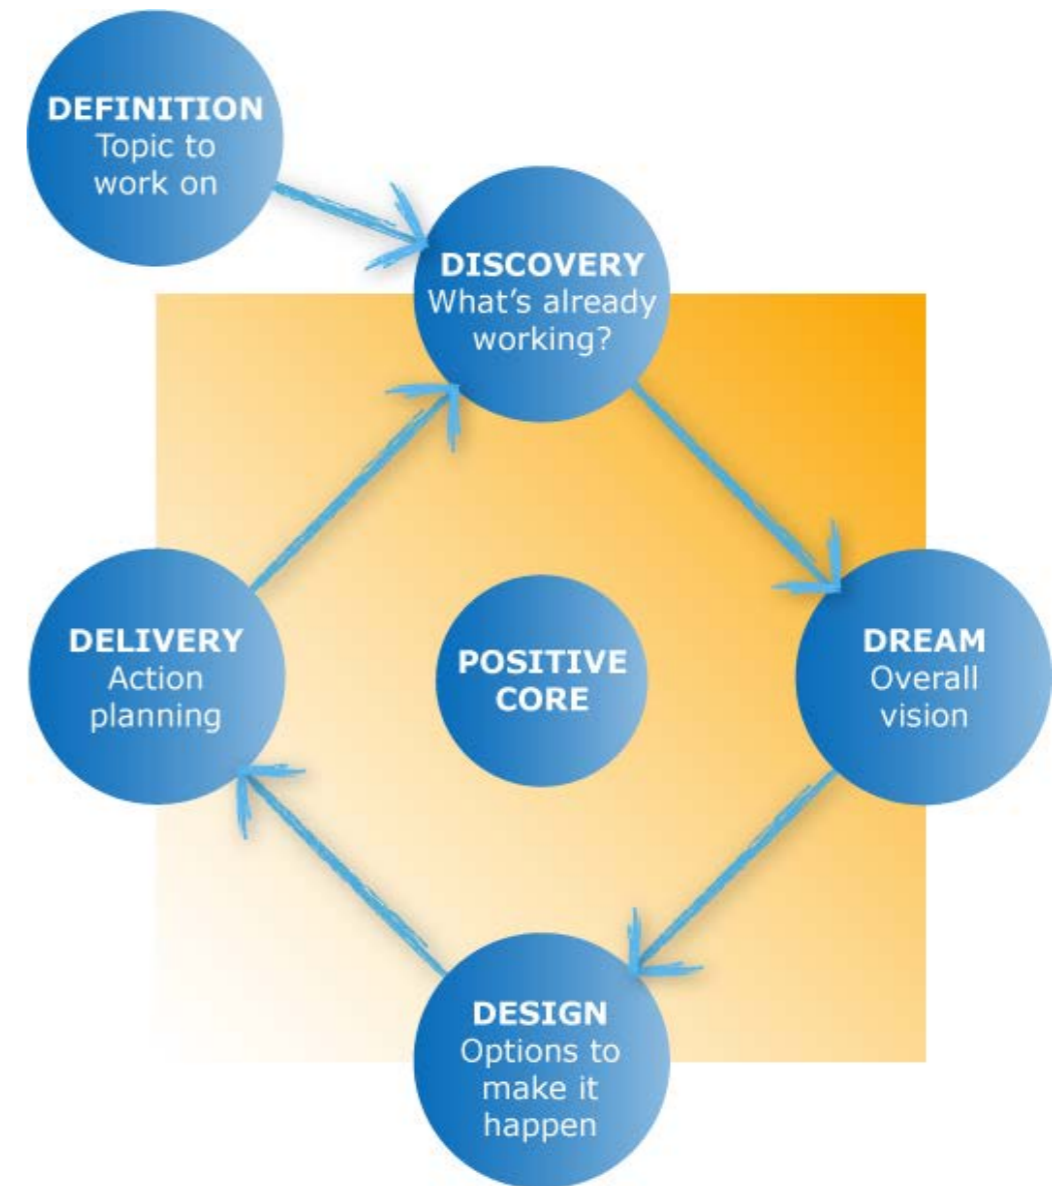 DEFINITION
Topic to
work on
DISCOVERY
What's already
working?
DREAM
Overall
vision
DESIGN
Options to
make it
happen
DELIVERY
Action
planning
POSITIVE
CORE